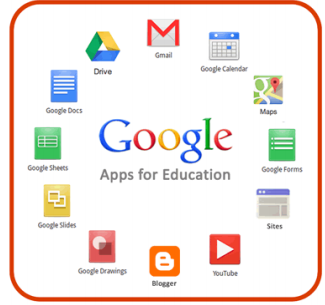 Gmail
Drive
Google Calendar
Google Docs
Maps
Google
Apps for Education
Google Sheets
Google Forms
Google Slides
Sites
Google Drawings
YouTube
Blogger